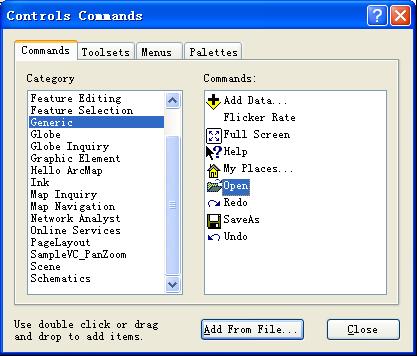 Controls Commands
Commands Toolsets Menus Palettes
Category
Feature Editing
Feature Selection
Generic
Globe
Globe Inquiry
Graphic Element
Hello ArcMap
Ink
Map Inquiry
Map Navigation
Network Analyst
Online Services
PageLayout
SampleVC_PanZoom
Scene
Schematics
Commands:
Add Data...
Flicker Rate
Full Screen
Help
My Places...
Open
Redo
SaveAs
Undo
Use double click or drag
and drop to add items.
Add From File...
Close